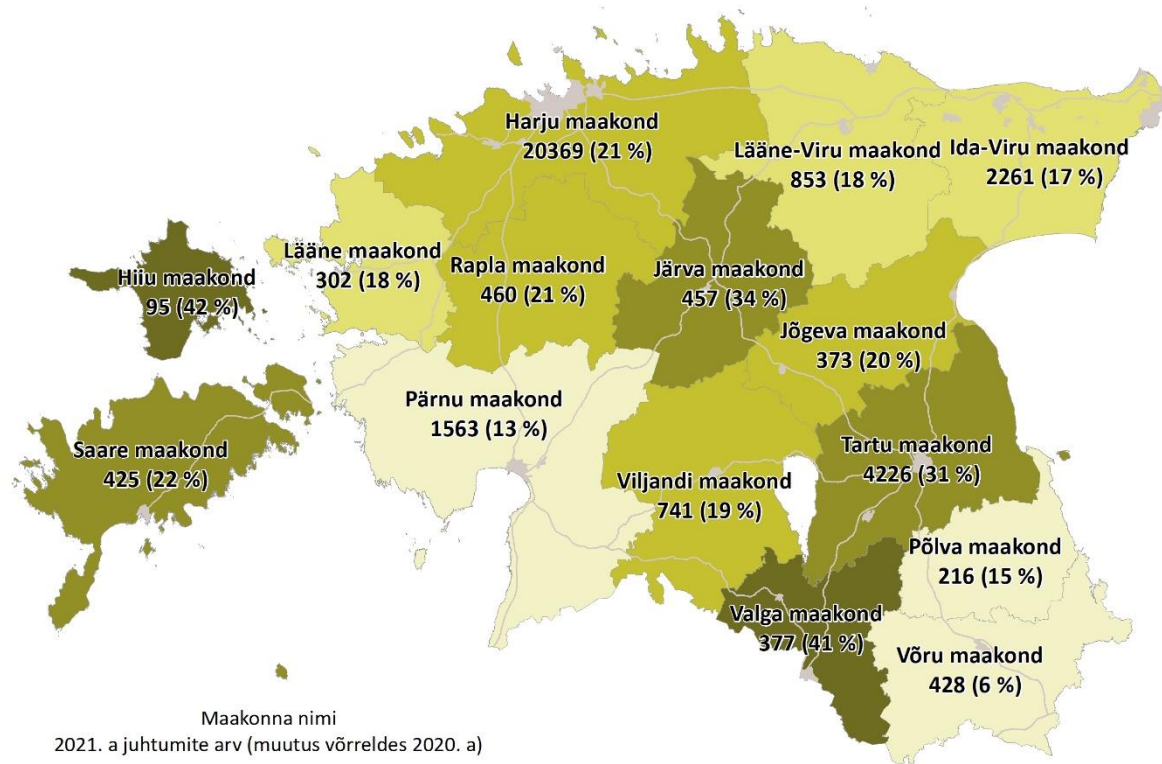 Harju maakond
20369 (21 %)
Lääne-Viru maakond
853 (18 %)
Ida-Viru maakond
2261 (17 %)
Hiiu maakond
95 (42 %)
Lääne maakond
302 (18 %)
Rapla maakond
460 (21 %)
Järva maakond
457 (34 %)
Jõgeva maakond
373 (20 %)
Saare maakond
425 (22 %)
Pärnu maakond
1563 (13 %)
Viljandi maakond
741 (19 %)
Tartu maakond
4226 (31 %)
Põlva maakond
216 (15 %)
Valga maakond
377 (41 %)
Võru maakond
428 (6 %)
Maakonna nimi
2021. a juhtumite arv (muutus võrreldes 2020. a)